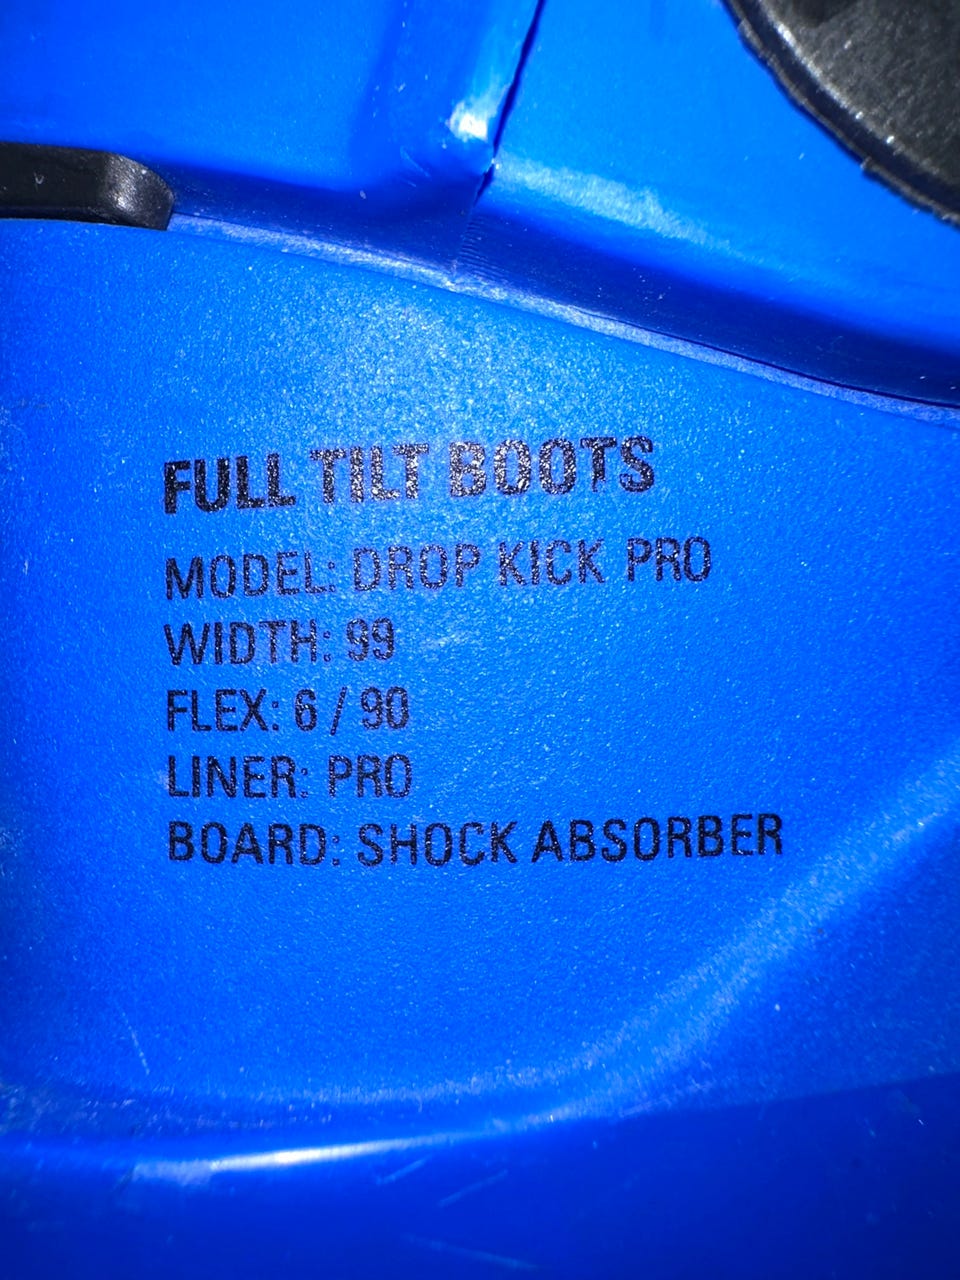 FULL TILT BOOTS
MODEL: DROP KICK PRO
WIDTH: 99
FLEX: 6 / 90
LINER: PRO
BOARD: SHOCK ABSORBER